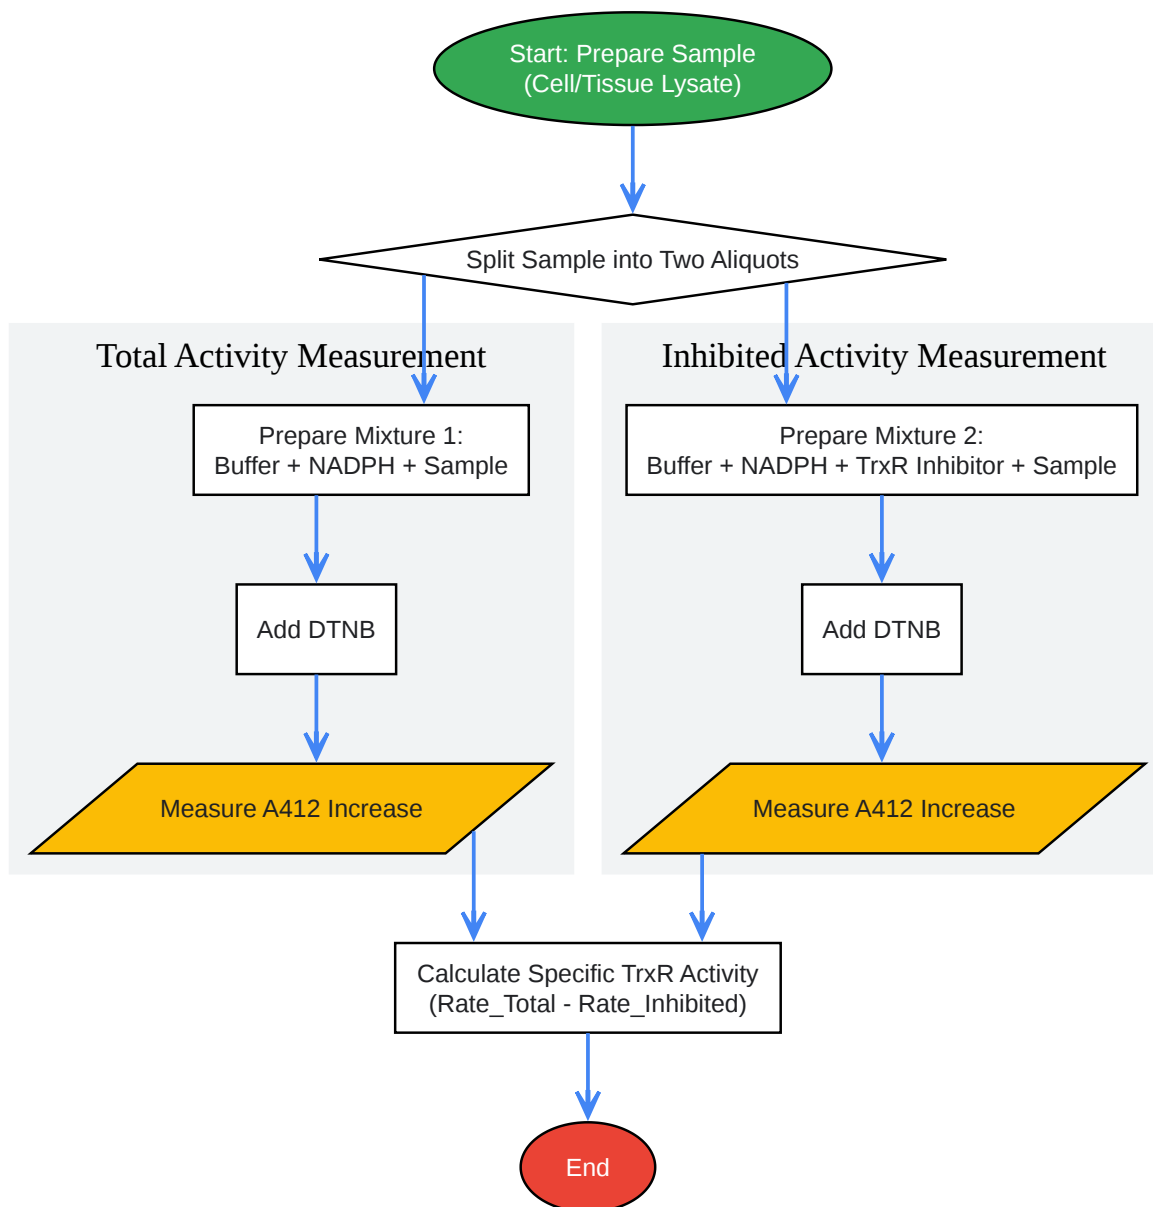 Start: Prepare Sample
(Cell/Tissue Lysate)
Split Sample into Two Aliquots
Total Activity Measurement
Prepare Mixture 1:
Buffer + NADPH + Sample
Add DTNB
Measure A412 Increase
Inhibited Activity Measurement
Prepare Mixture 2:
Buffer + NADPH + TrxR Inhibitor + Sample
Add DTNB
Measure A412 Increase
Calculate Specific TrxR Activity
(Rate_Total - Rate_Inhibited)
End